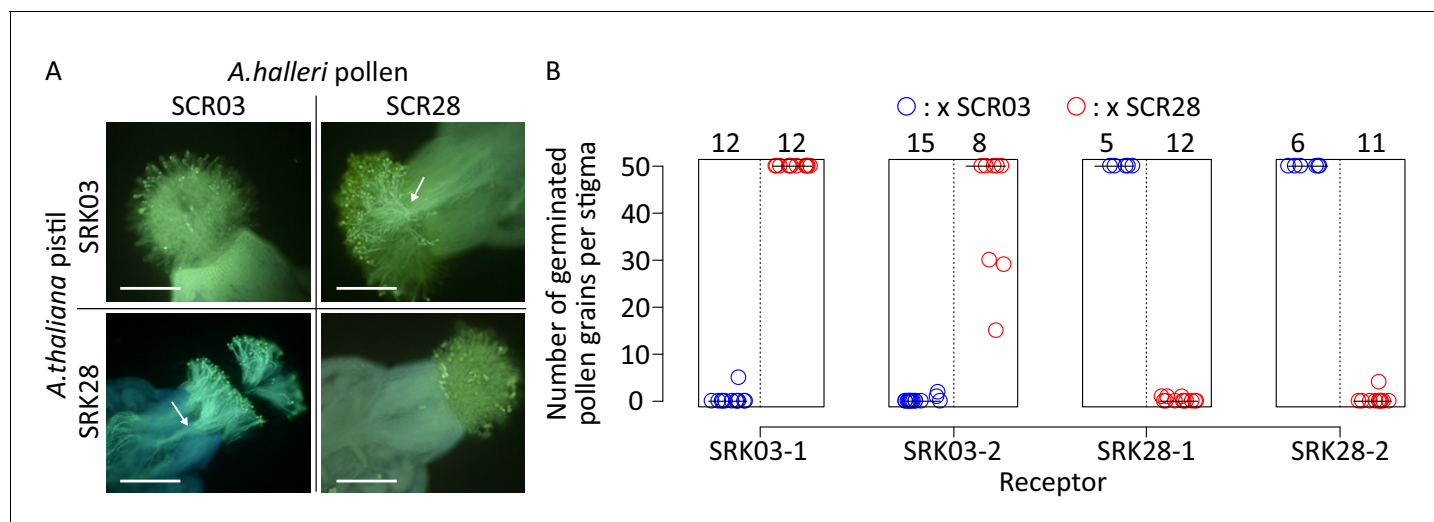 A
A.halleri pollen
SCR03 SCR28
A.thaliana pistil
SRK03
SRK28
B
: x SCR03 : x SCR28
12 12 15 8 5 12 6 11
Number of germinated
pollen grains per stigma
50
40
30
20
10
0
SRK03-1 SRK03-2 SRK28-1 SRK28-2
Receptor